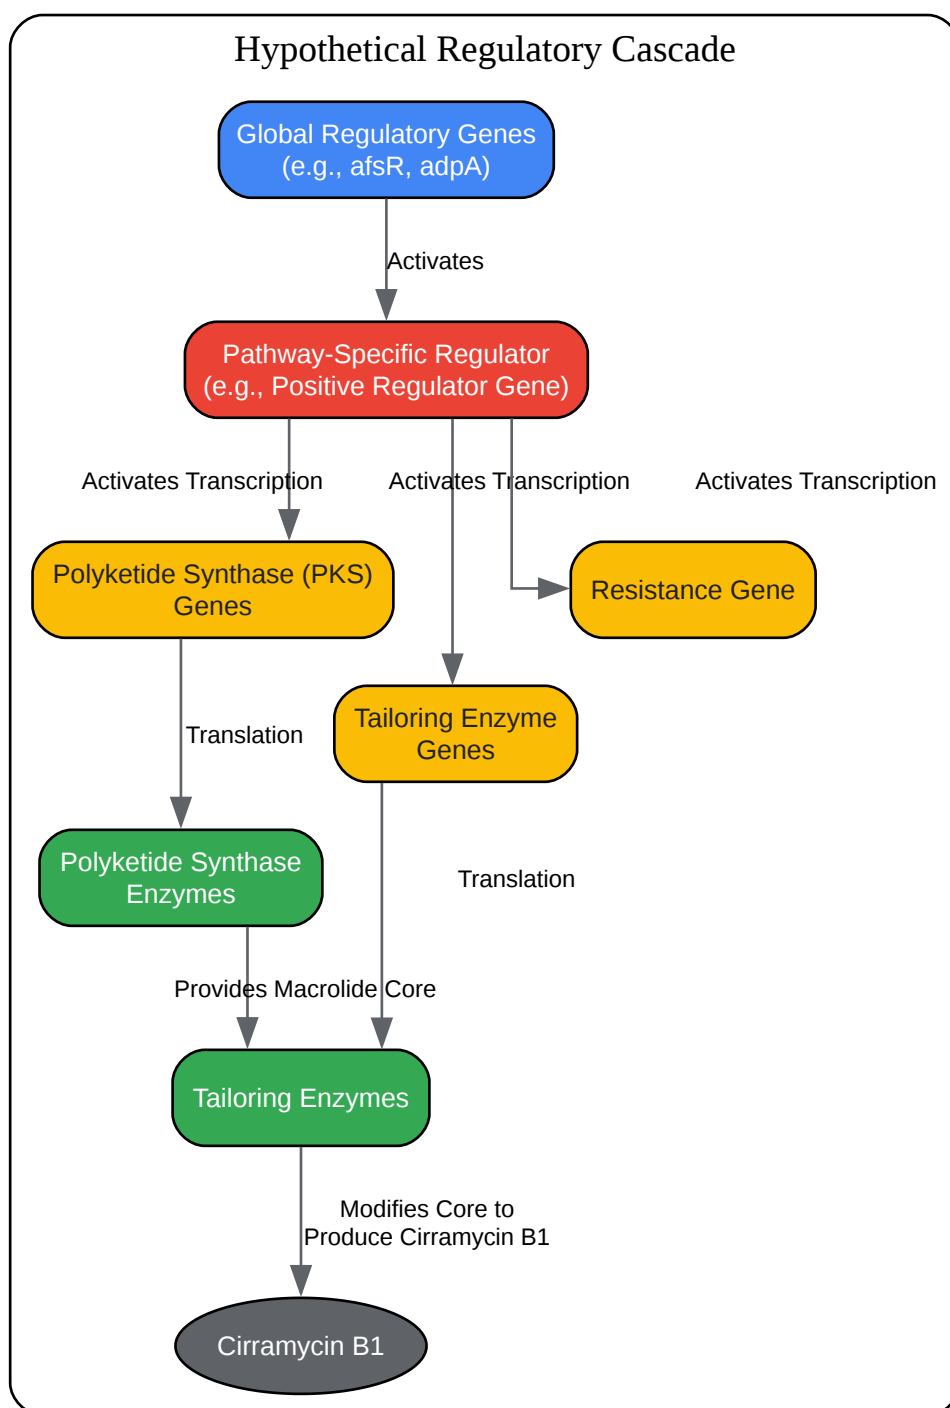 Hypothetical Regulatory Cascade
Global Regulatory Genes
(e.g., afsR, adpA)
Activates
Pathway-Specific Regulator
(e.g., Positive Regulator Gene)
Activates Transcription
Activates Transcription
Activates Transcription
Polyketide Synthase (PKS)
Genes
Resistance Gene
Tailoring Enzyme
Genes
Translation
Polyketide Synthase
Enzymes
Translation
Provides Macrolide Core
Tailoring Enzymes
Modifies Core to
Produce Cirramycin B1
Cirramycin B1